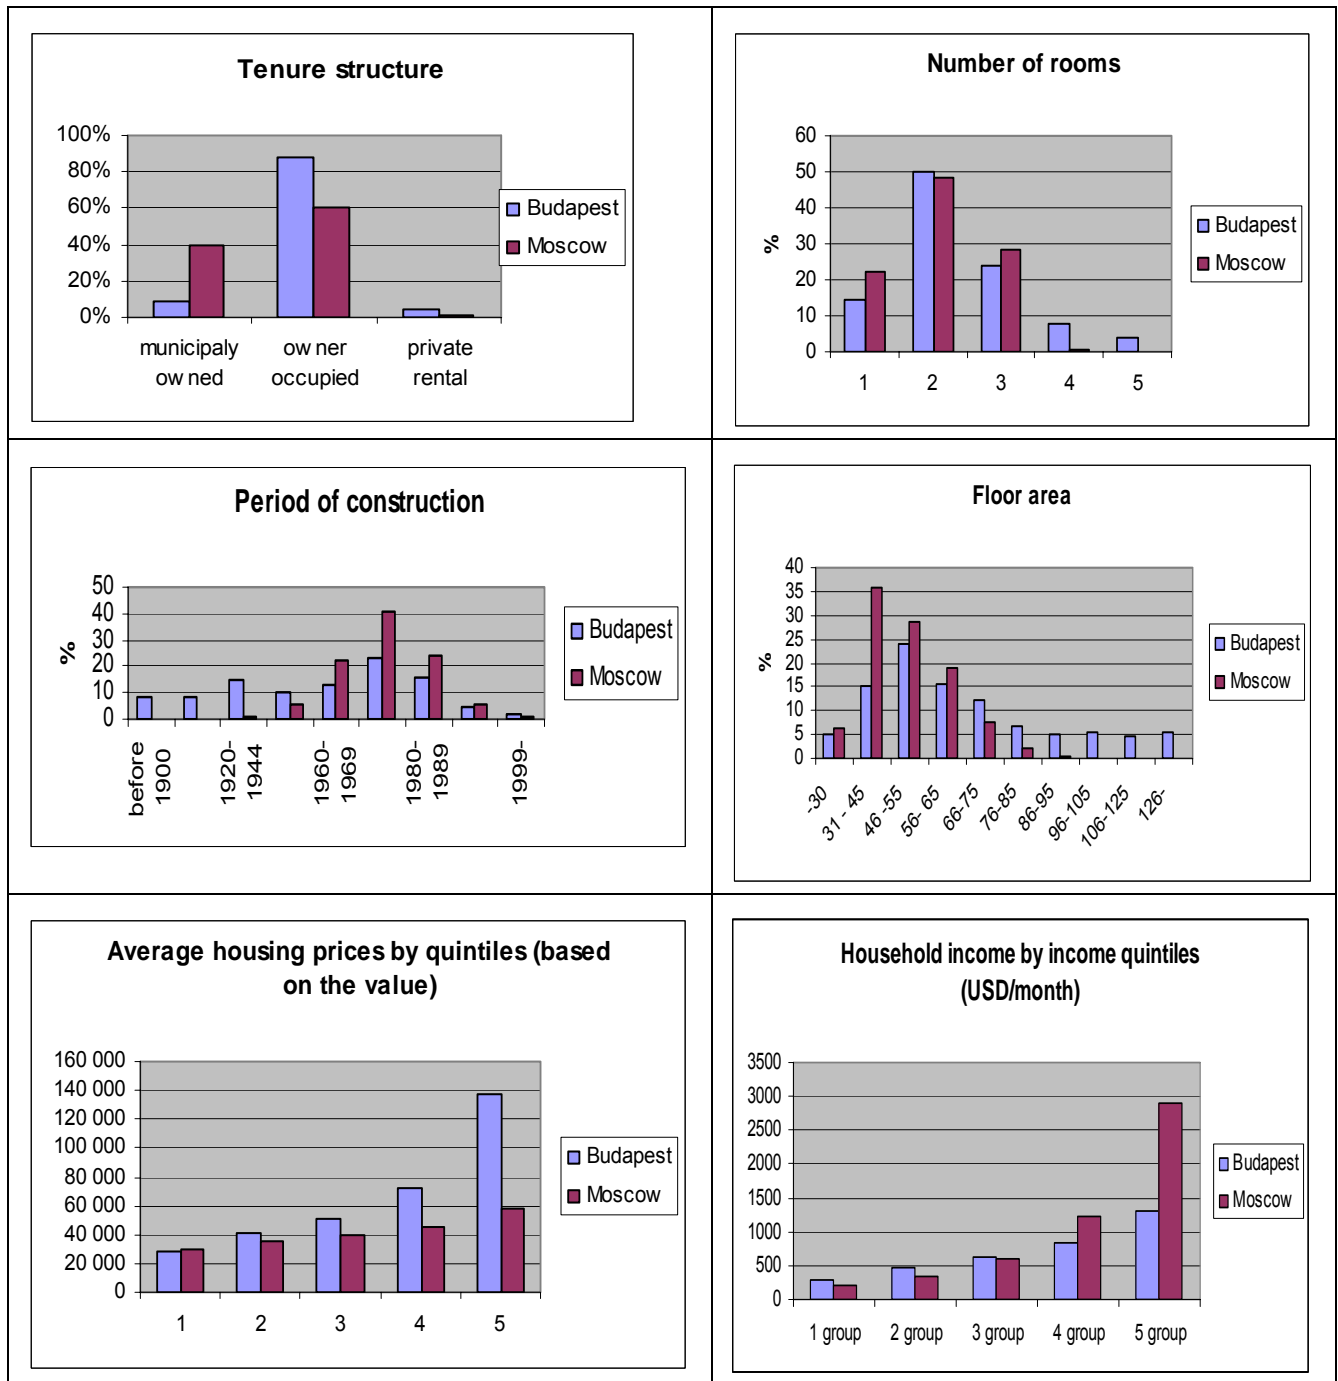 Tenure structure
100%
80%
60%
40%
20%
0%
municipaly
ow ned
ow ner
occupied
private
rental
Budapest
Moscow
Number of rooms
60
50
40
30
20
10
0
%
1 2 3 4 5
Budapest
Moscow
Period of construction
50
40
30
20
10
0
%
before
1900
1920-
1944
1960-
1969
1980-
1989
1999-
Budapest
Moscow
Floor area
40
35
30
25
20
15
10
5
0
%
-30
31 - 45
46 -55
56- 65
66-75
76-85
86-95
96-105
106-125
126-
Budapest
Moscow
Average housing prices by quintiles (based
on the value)
160 000
140 000
120 000
100 000
80 000
60 000
40 000
20 000
0
1 2 3 4 5
Budapest
Moscow
Household income by income quintiles
(USD/month)
3500
3000
2500
2000
1500
1000
500
0
1 group 2 group 3 group 4 group 5 group
Budapest
Moscow